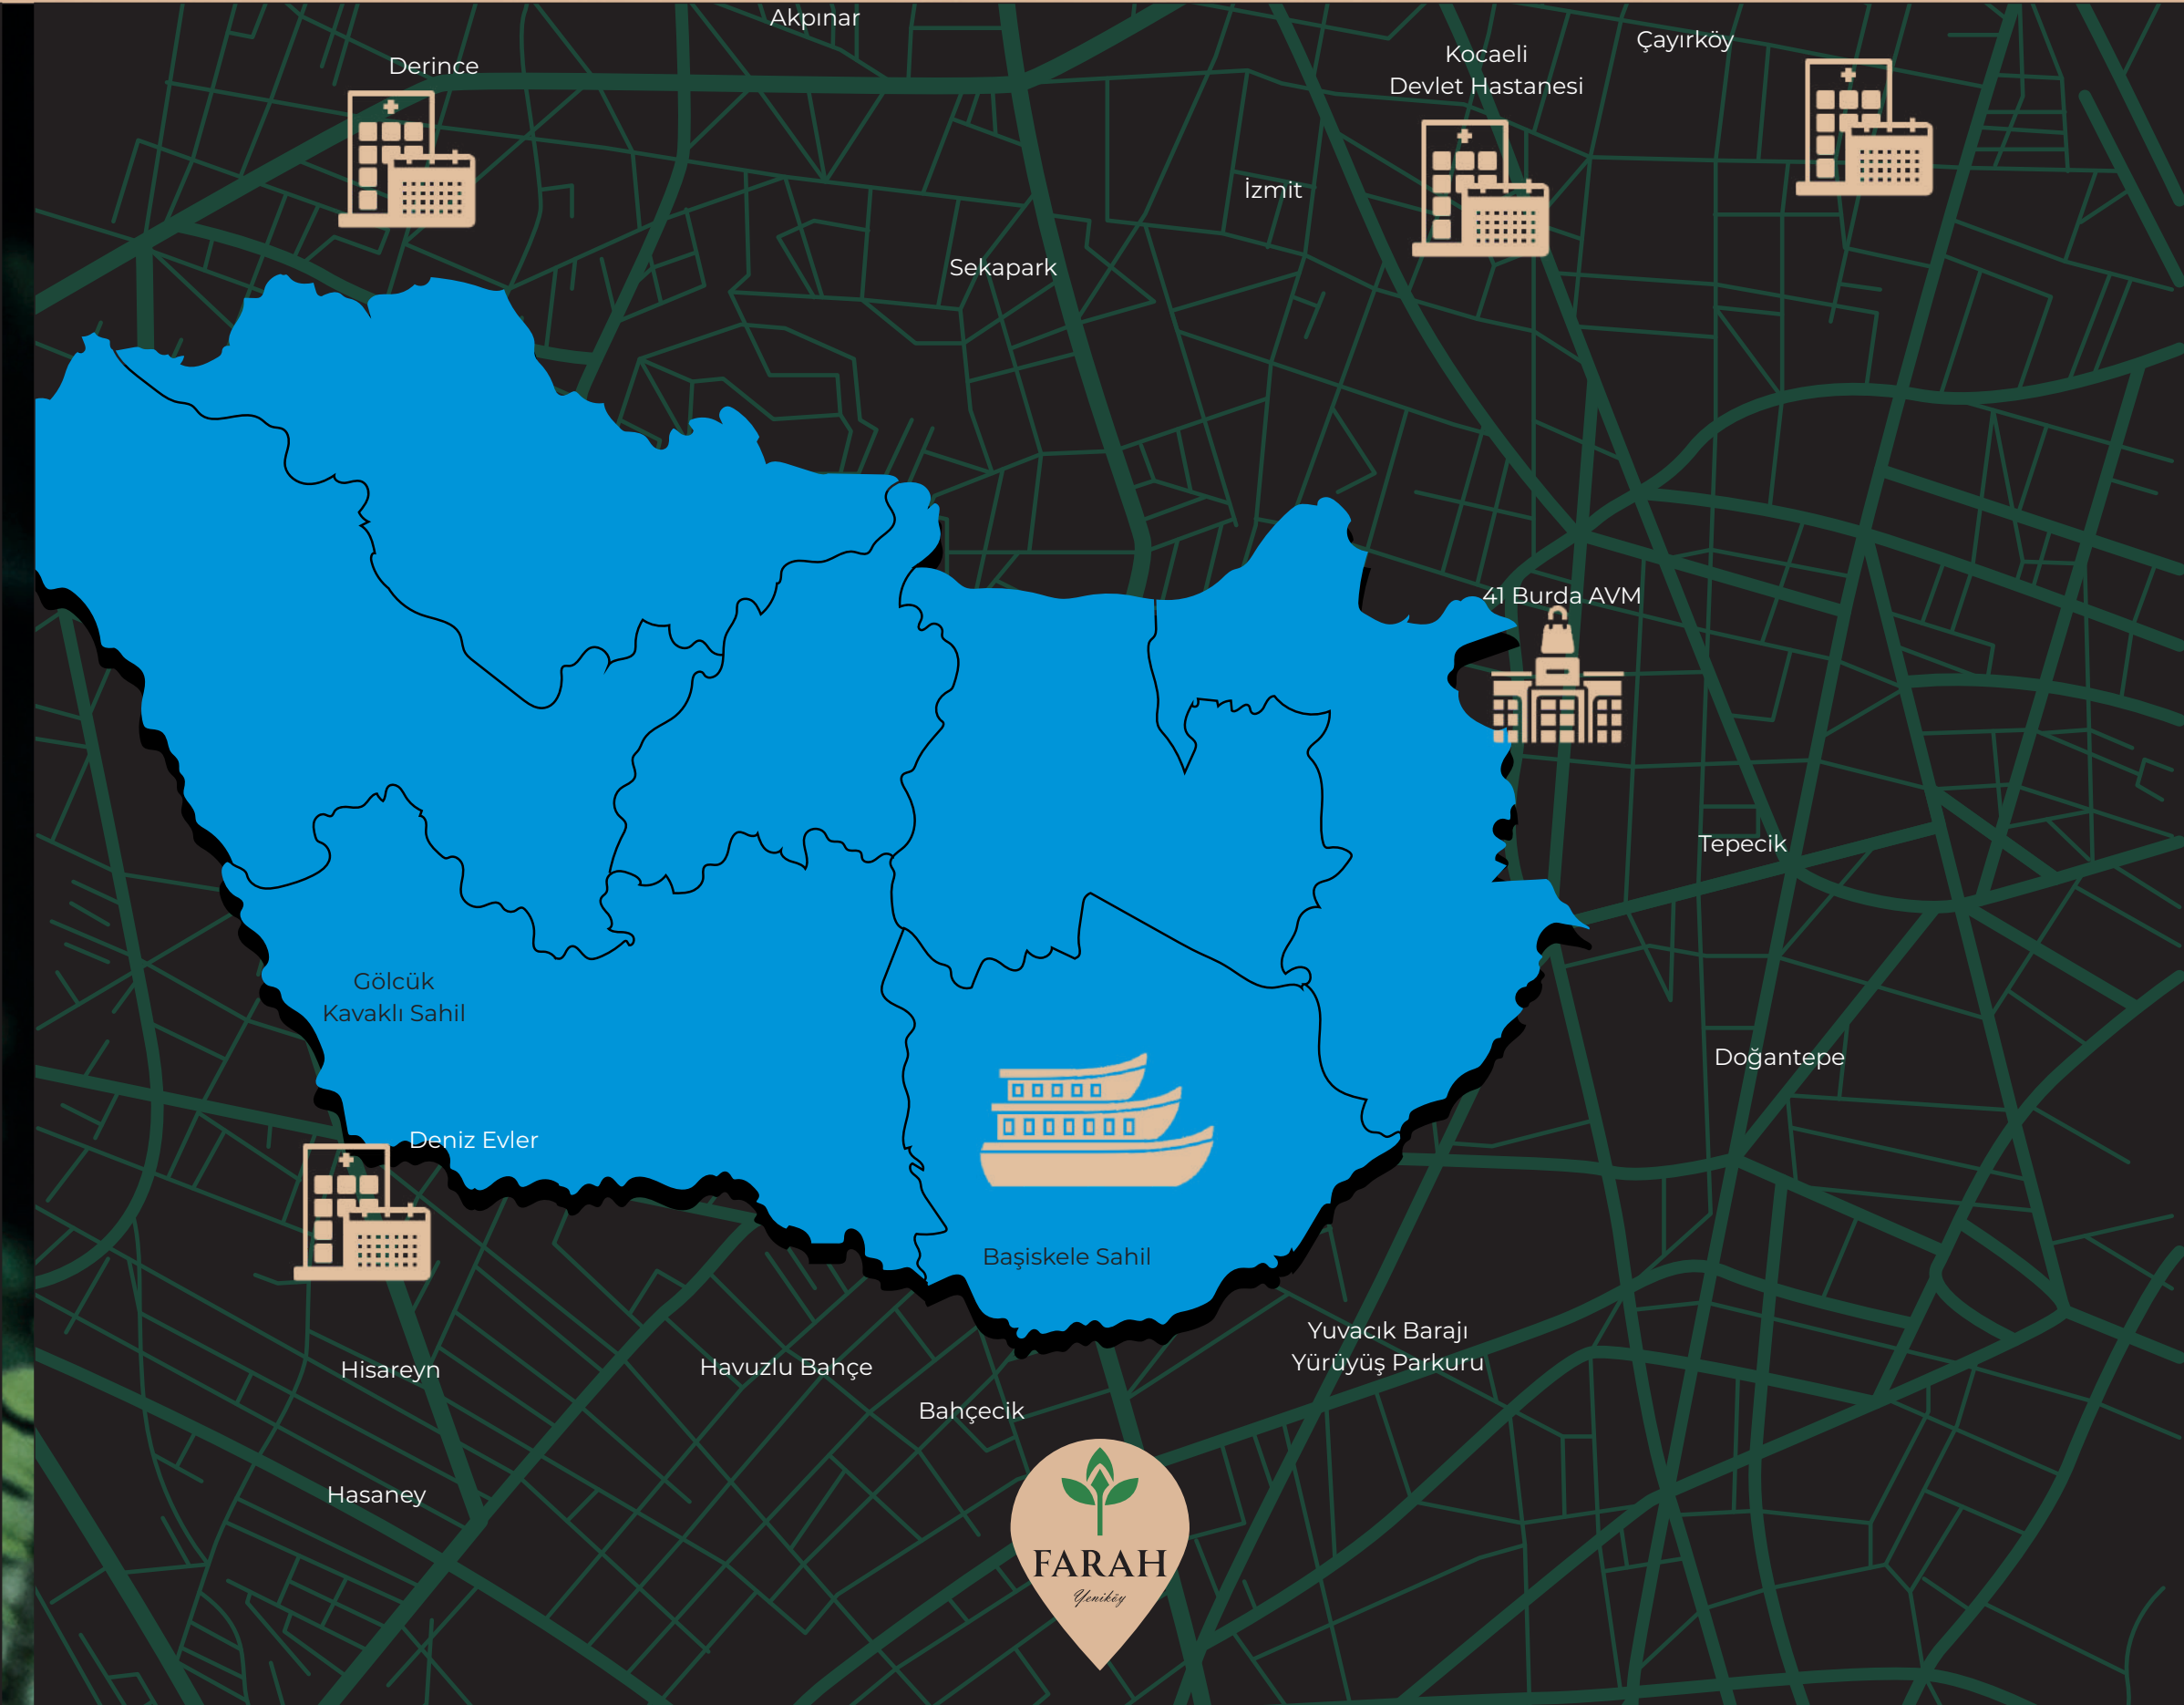 Akpınar
Derince
Kocaeli
Devlet Hastanesi
Çayırköy
İzmit
Sekapark
41 Burda AVM
Tepecik
Gölcük
Kavaklı Sahil
Doğantepe
Deniz Evler
Başiskele Sahil
Yuvacık Barajı
Yürüyüş Parkuru
Hisareyn
Havuzlu Bahçe
Bahçecik
Hasaney
FARAH
Yeniköy